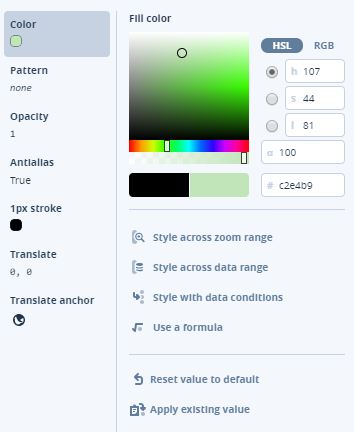 Color
Pattern
none
Opacity
1
Antialias
True
1px stroke
Translate
0, 0
Translate anchor
Fill color
HSL RGB
h 107
s 44
l 81
α 100
# c2e4b9
Style across zoom range
Style across data range
Style with data conditions
Use a formula
Reset value to default
Apply existing value